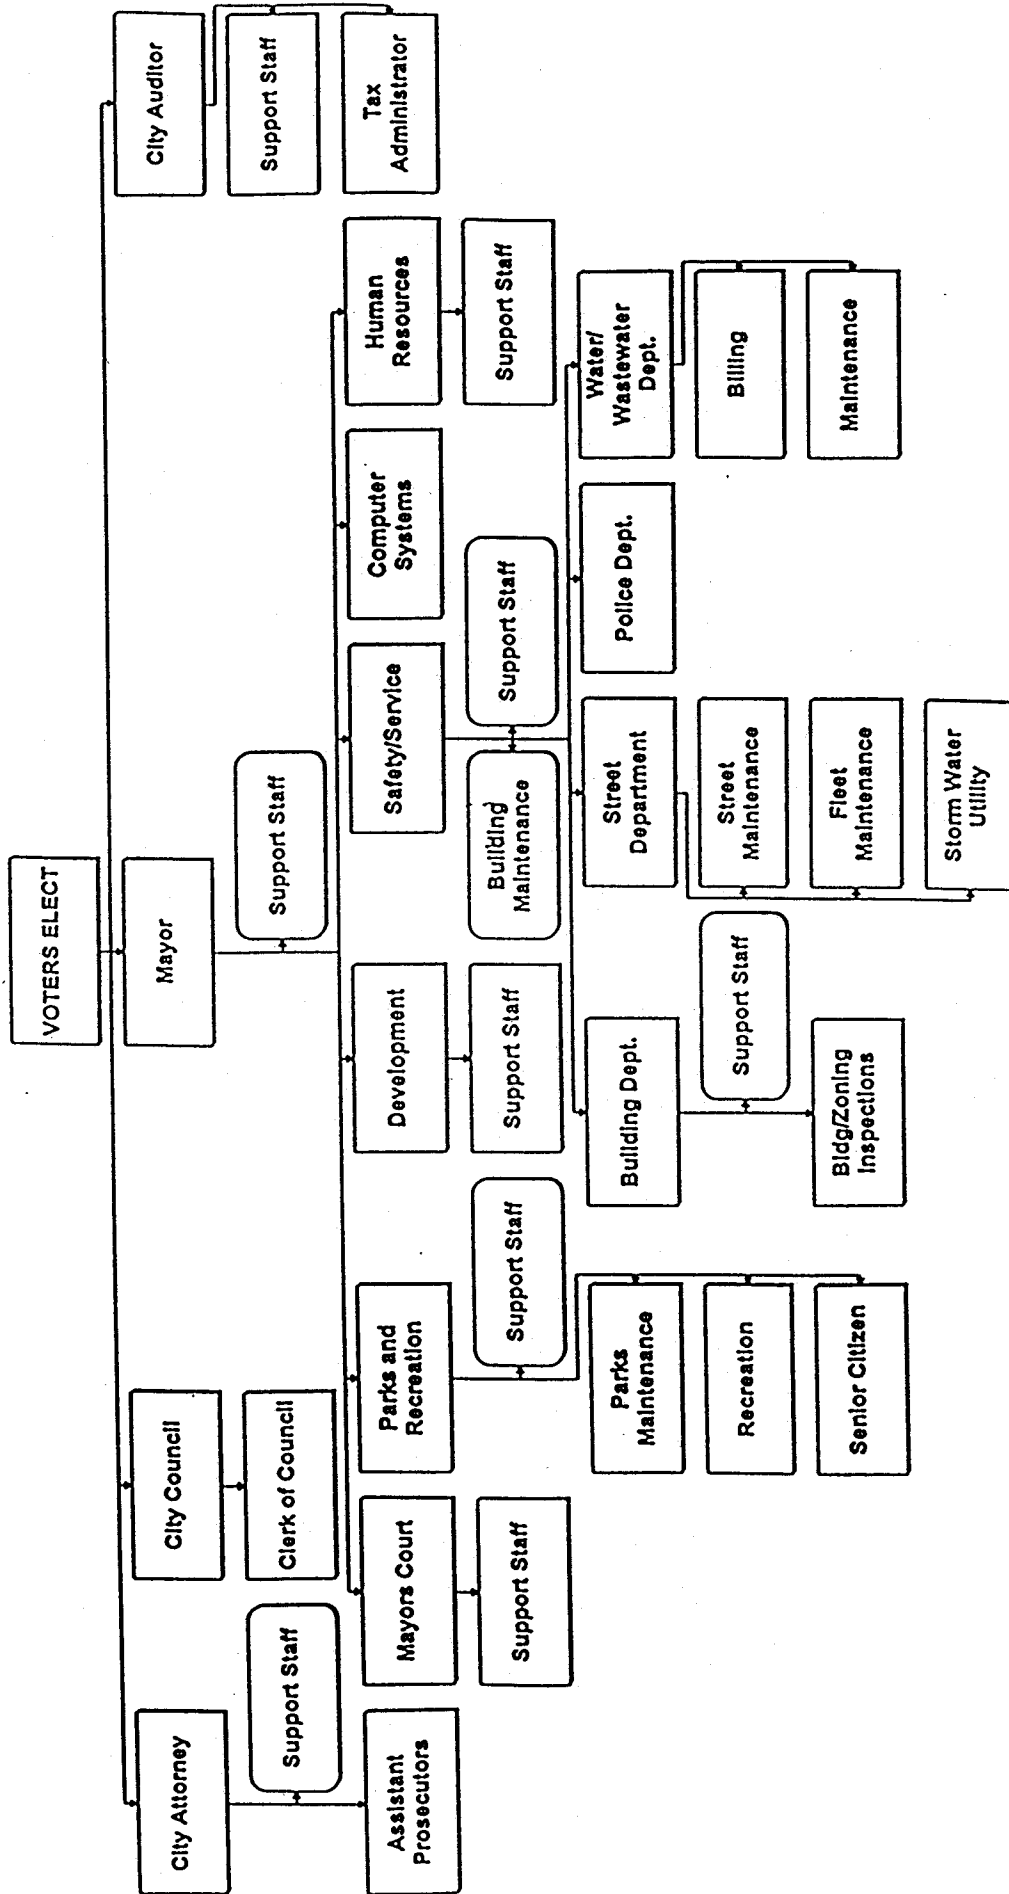 VOTERS ELECT
City Attorney
City Council
Mayor
City Auditor
Support Staff
Clerk of Council
Support Staff
Support Staff
Assistant
Prosecutors
Mayors Court
Parks and
Recreation
Development
Safety/Service
Computer
Systems
Human
Resources
Tax
Administrator
Support Staff
Support Staff
Support Staff
Building
Maintenance
Support Staff
Support Staff
Parks
Maintenance
Building Dept.
Street
Department
Police Dept.
Water/
Wastewater
Dept.
Recreation
Support Staff
Street
Maintenance
Billing
Senior Citizen
Bldg/Zoning
Inspections
Fleet
Maintenance
Maintenance
Storm Water
Utility